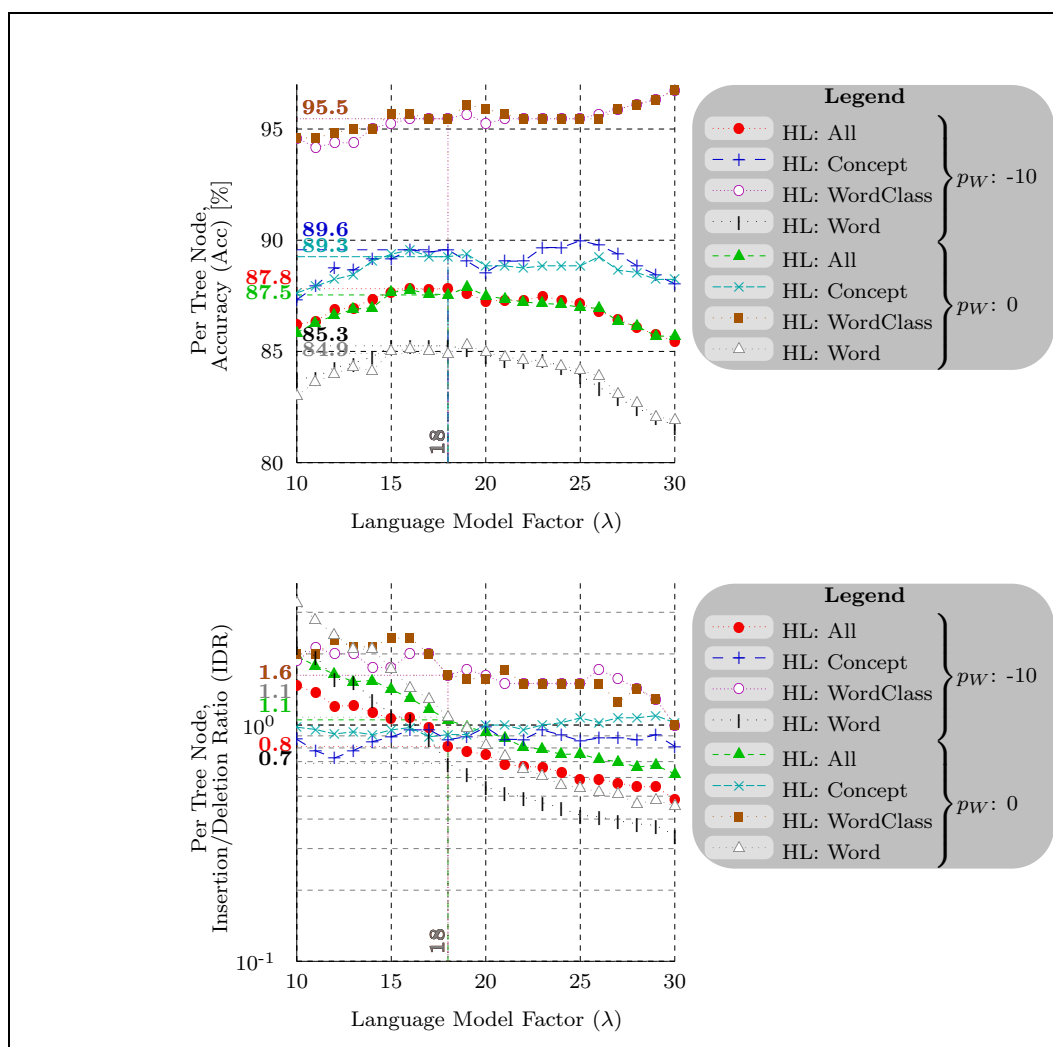 95.5
95
90
89.6
89.3
87.8
87.5
85.3
85
84.9
80
18
10 15 20 25 30
Language Model Factor (λ)
Per Tree Node,
Accuracy (Acc) [%]
Legend
HL: All
HL: Concept
HL: WordClass
HL: Word
p_W: -10
HL: All
HL: Concept
HL: WordClass
HL: Word
p_W: 0
1.6
1.1
1.1
10^0
0.8
0.7
10^-1
18
10 15 20 25 30
Language Model Factor (λ)
Per Tree Node,
Insertion/Deletion Ratio (IDR)
Legend
HL: All
HL: Concept
HL: WordClass
HL: Word
p_W: -10
HL: All
HL: Concept
HL: WordClass
HL: Word
p_W: 0